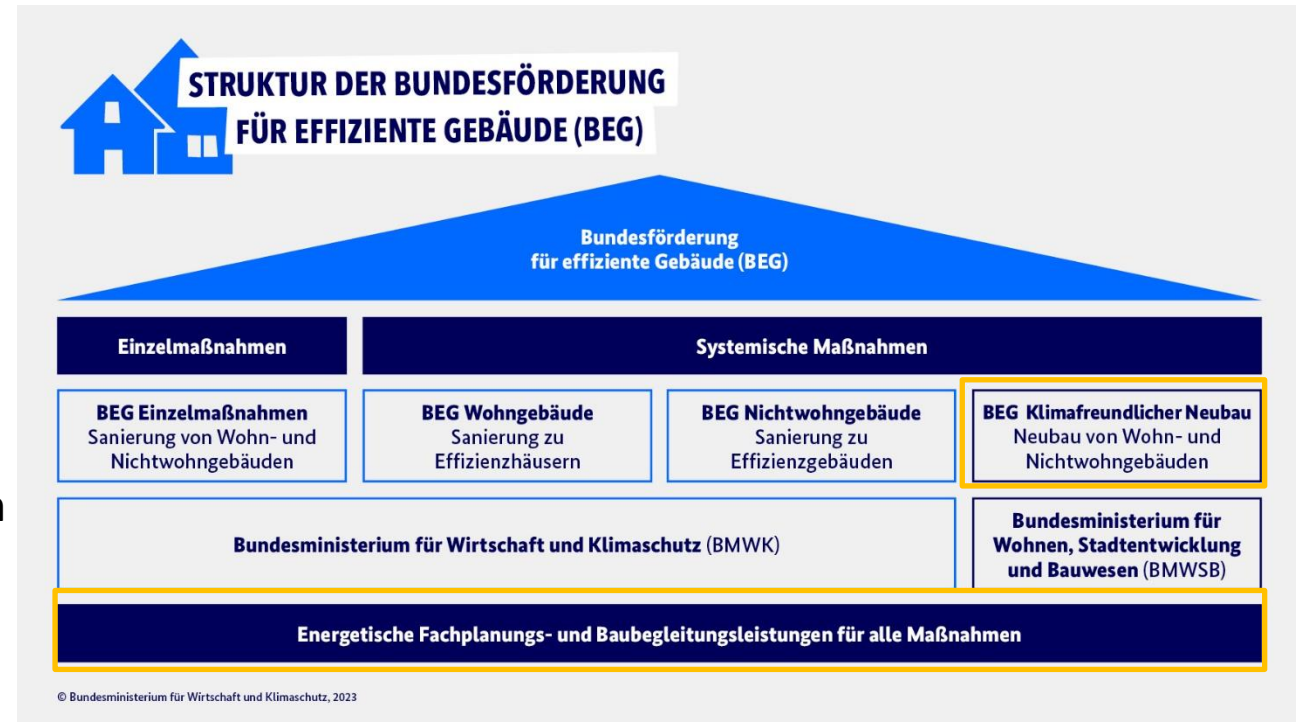 STRUKTUR DER BUNDESFÖRDERUNG
FÜR EFFIZIENTE GEBÄUDE (BEG)
Bundesförderung
für effiziente Gebäude (BEG)
Einzelmaßnahmen
Systemische Maßnahmen
BEG Einzelmaßnahmen
Sanierung von Wohn- und
Nichtwohngebäuden
BEG Wohngebäude
Sanierung zu
Effizienzhäusern
BEG Nichtwohngebäude
Sanierung zu
Effizienzgebäuden
BEG Klimafreundlicher Neubau
Neubau von Wohn- und
Nichtwohngebäuden
n
Bundesministerium für Wirtschaft und Klimaschutz (BMWK)
Bundesministerium für
Wohnen, Stadtentwicklung
und Bauwesen (BMWSB)
Energetische Fachplanungs- und Baubegleitungsleistungen für alle Maßnahmen
© Bundesministerium für Wirtschaft und Klimaschutz, 2023